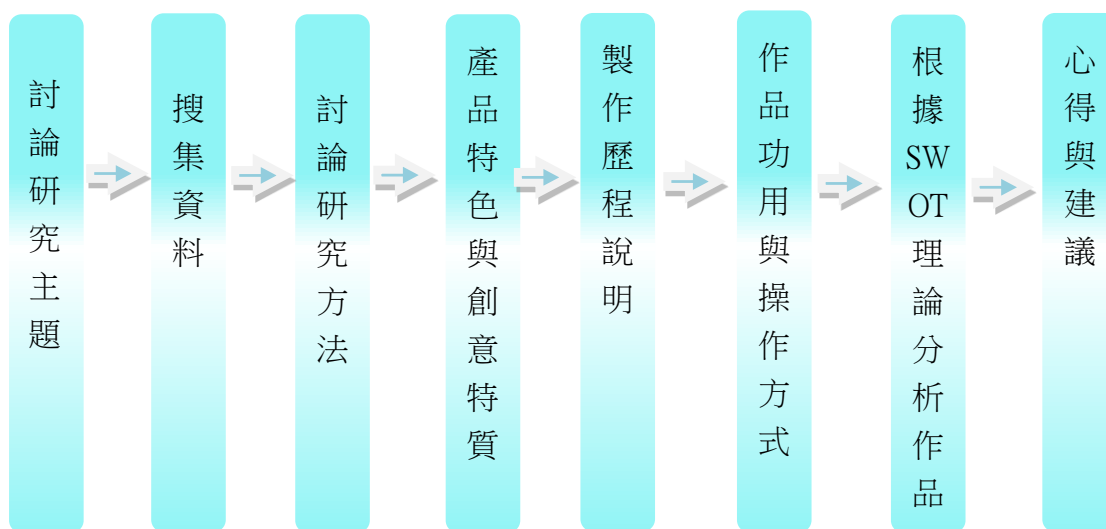 討論研究主題
搜集資料
討論研究方法
產品特色與創意特質
製作歷程說明
作品功用與操作方式
根據SWOT理論分析作品
心得與建議